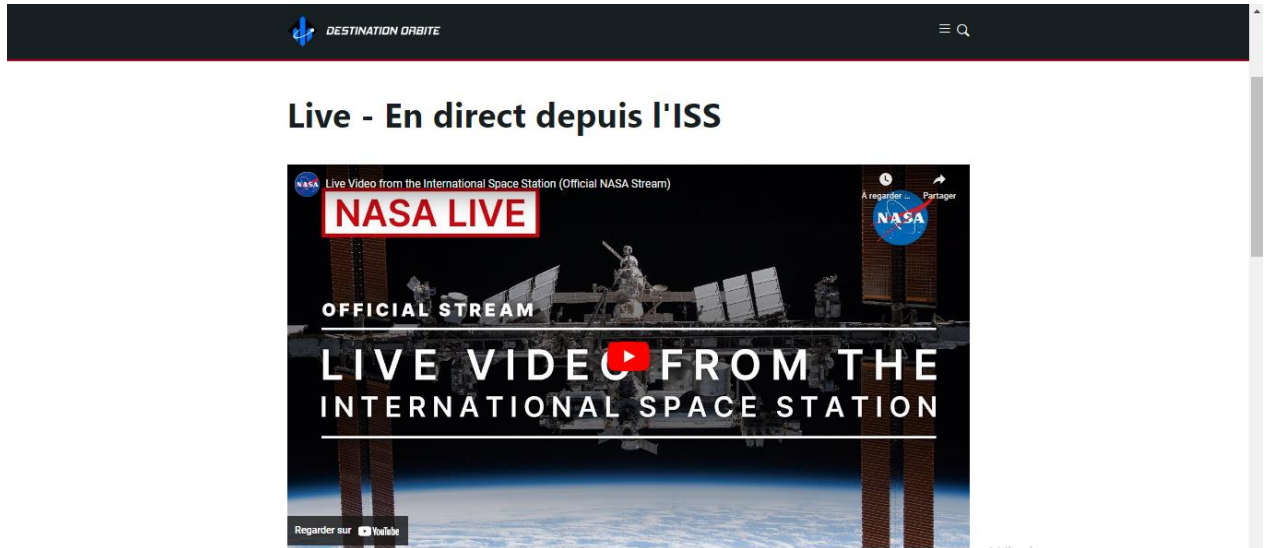 DESTINATION ORBITE
Live - En direct depuis l'ISS
NASA
Live Video from the International Space Station (Official NASA Stream)
À regarder ...
Partager
NASA LIVE
NASA
OFFICIAL STREAM
LIVE VIDEO FROM THE
INTERNATIONAL SPACE STATION
Regarder sur YouTube